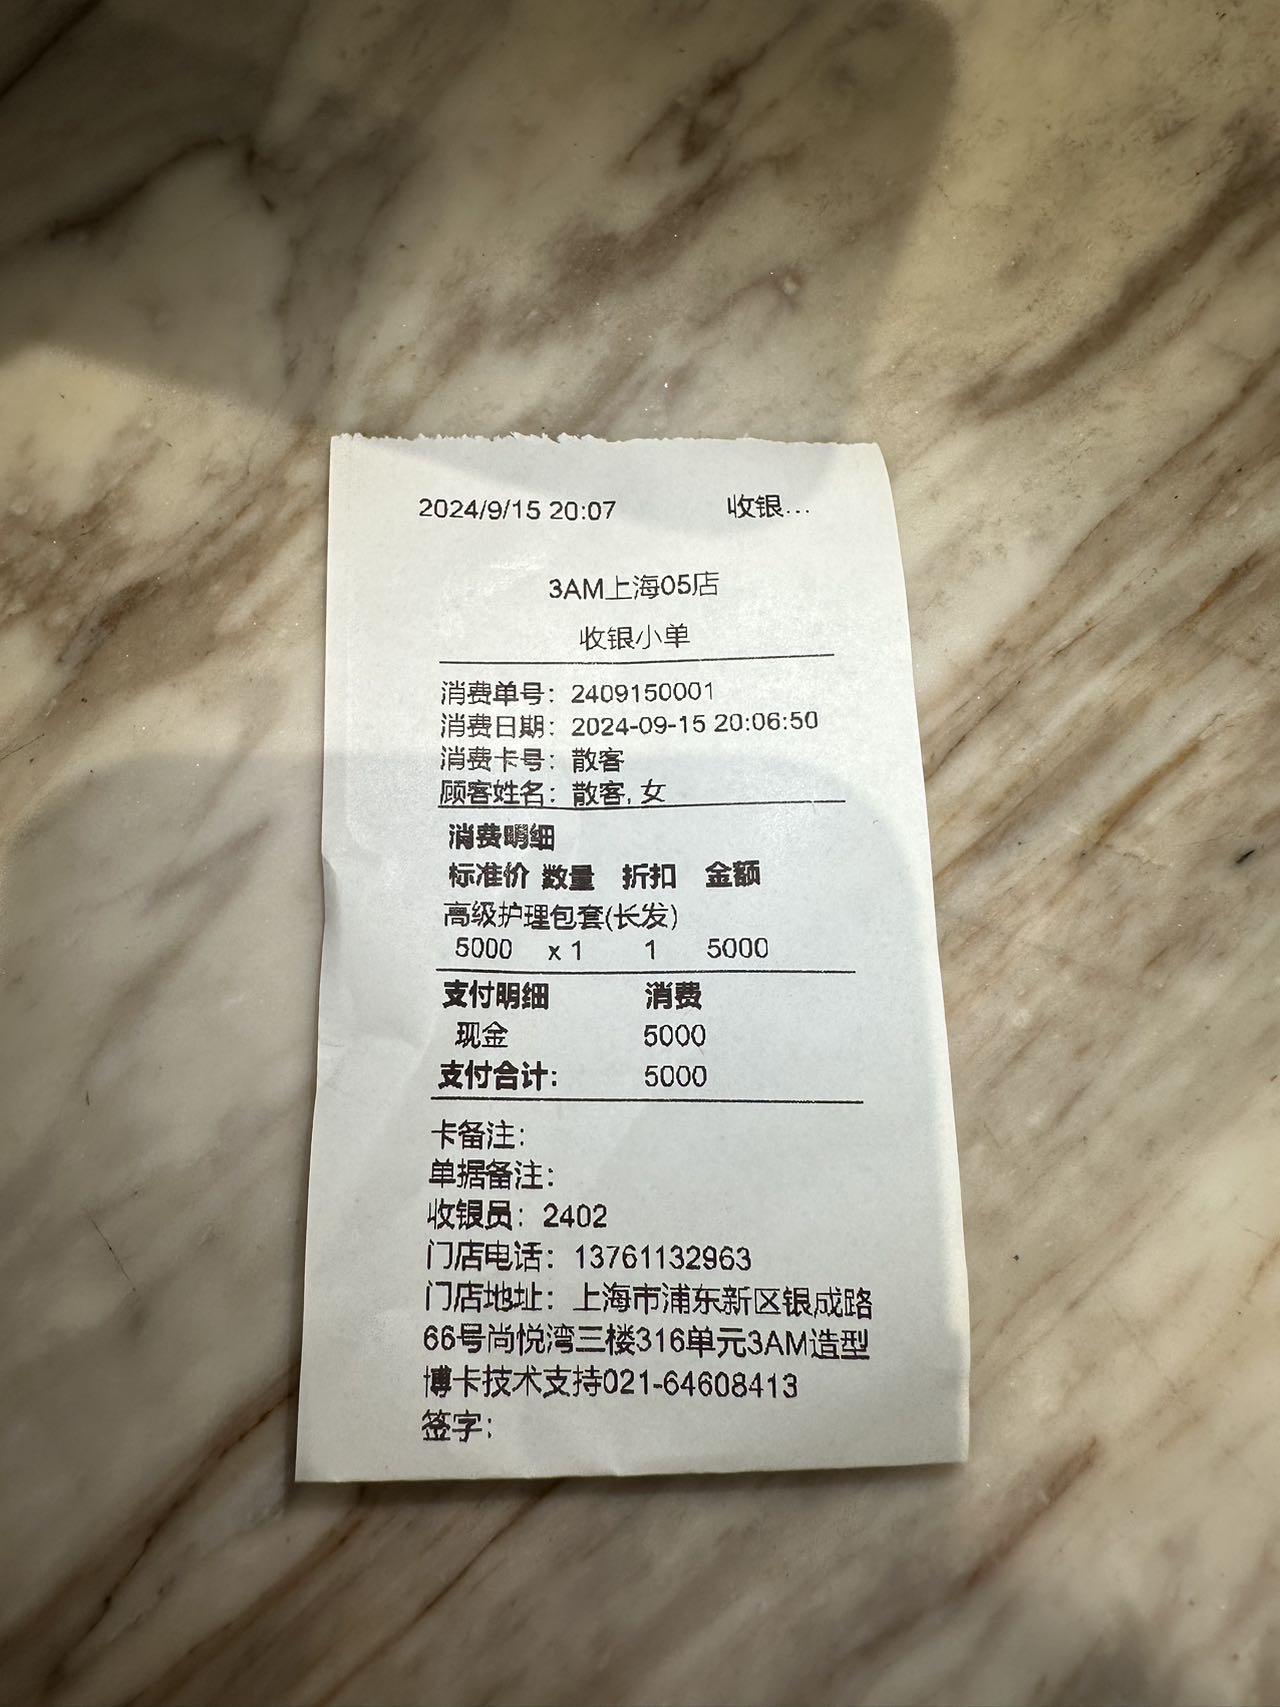 2024/9/15 20:07 收银...
3AM上海05店
收银小单
消费单号：2409150001
消费日期：2024-09-15 20:06:50
消费卡号：散客
顾客姓名：散客, 女
消费明细
标准价 数量 折扣 金额
高级护理包套(长发)
5000 x 1 1 5000
支付明细 消费
现金 5000
支付合计： 5000
卡备注：
单据备注：
收银员：2402
门店电话：13761132963
门店地址：上海市浦东新区银成路
66号尚悦湾三楼316单元3AM造型
博卡技术支持021-64608413
签字：